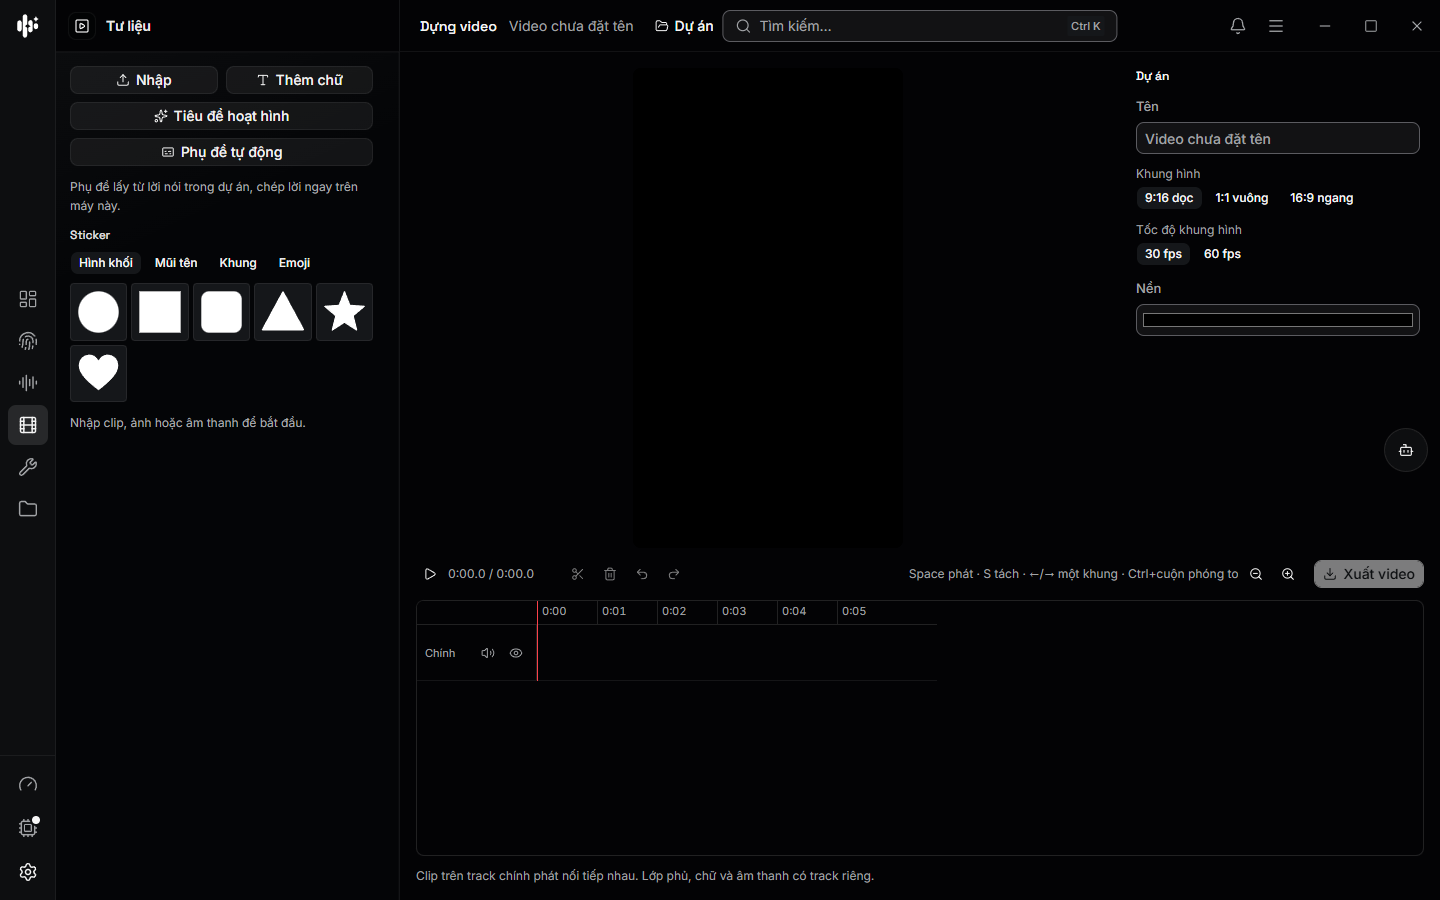 Tư liệu
Dựng video Video chưa đặt tên Dự án Tìm kiếm... Ctrl K
Nhập
Thêm chữ
Tiêu đề hoạt hình
Phụ đề tự động
Phụ đề lấy từ lời nói trong dự án, chép lời ngay trên
máy này.
Sticker
Hình khối Mũi tên Khung Emoji
Nhập clip, ảnh hoặc âm thanh để bắt đầu.
Dự án
Tên
Video chưa đặt tên
Khung hình
9:16 dọc 1:1 vuông 16:9 ngang
Tốc độ khung hình
30 fps 60 fps
Nền
0:00.0 / 0:00.0
Space phát · S tách · ←/→ một khung · Ctrl+cuộn phóng to
Xuất video
0:00 0:01 0:02 0:03 0:04 0:05
Chính
Clip trên track chính phát nối tiếp nhau. Lớp phủ, chữ và âm thanh có track riêng.